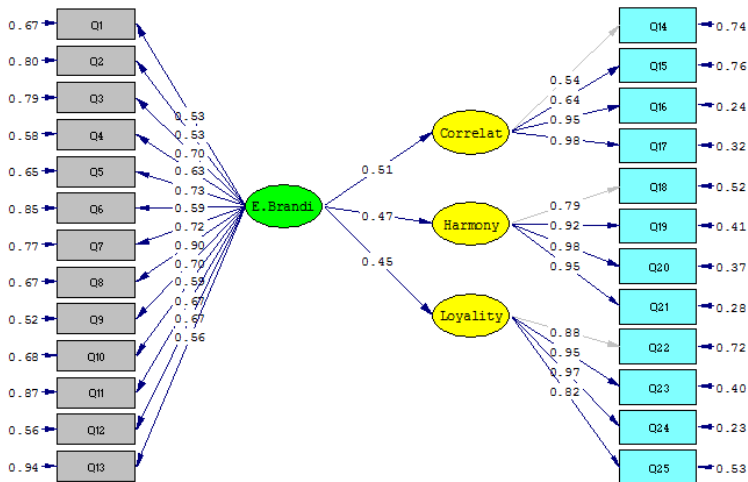 0.67 Q1
0.80 Q2
0.79 Q3
0.58 Q4
0.65 Q5
0.85 Q6
0.77 Q7
0.67 Q8
0.52 Q9
0.68 Q10
0.87 Q11
0.56 Q12
0.94 Q13
0.53
0.53
0.70
0.63
0.73
0.59
0.72
0.90
0.70
0.59
0.67
0.67
0.56
E.Brandi
0.51
0.47
0.45
Correlat
Harmony
Loyality
0.54
0.64
0.95
0.98
0.79
0.92
0.98
0.95
0.88
0.95
0.97
0.82
Q14 0.74
Q15 0.76
Q16 0.24
Q17 0.32
Q18 0.52
Q19 0.41
Q20 0.37
Q21 0.28
Q22 0.72
Q23 0.40
Q24 0.23
Q25 0.53